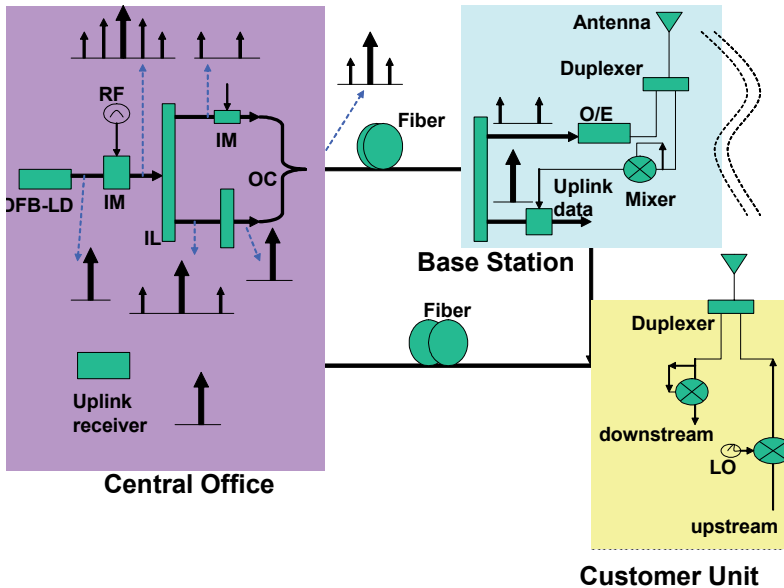 Antenna
Duplexer
RF
Fiber
O/E
IM
OC
DFB-LD
IM
Uplink
data
Mixer
IL
Base Station
Fiber
Duplexer
Uplink
receiver
downstream
LO
Central Office
upstream
Customer Unit